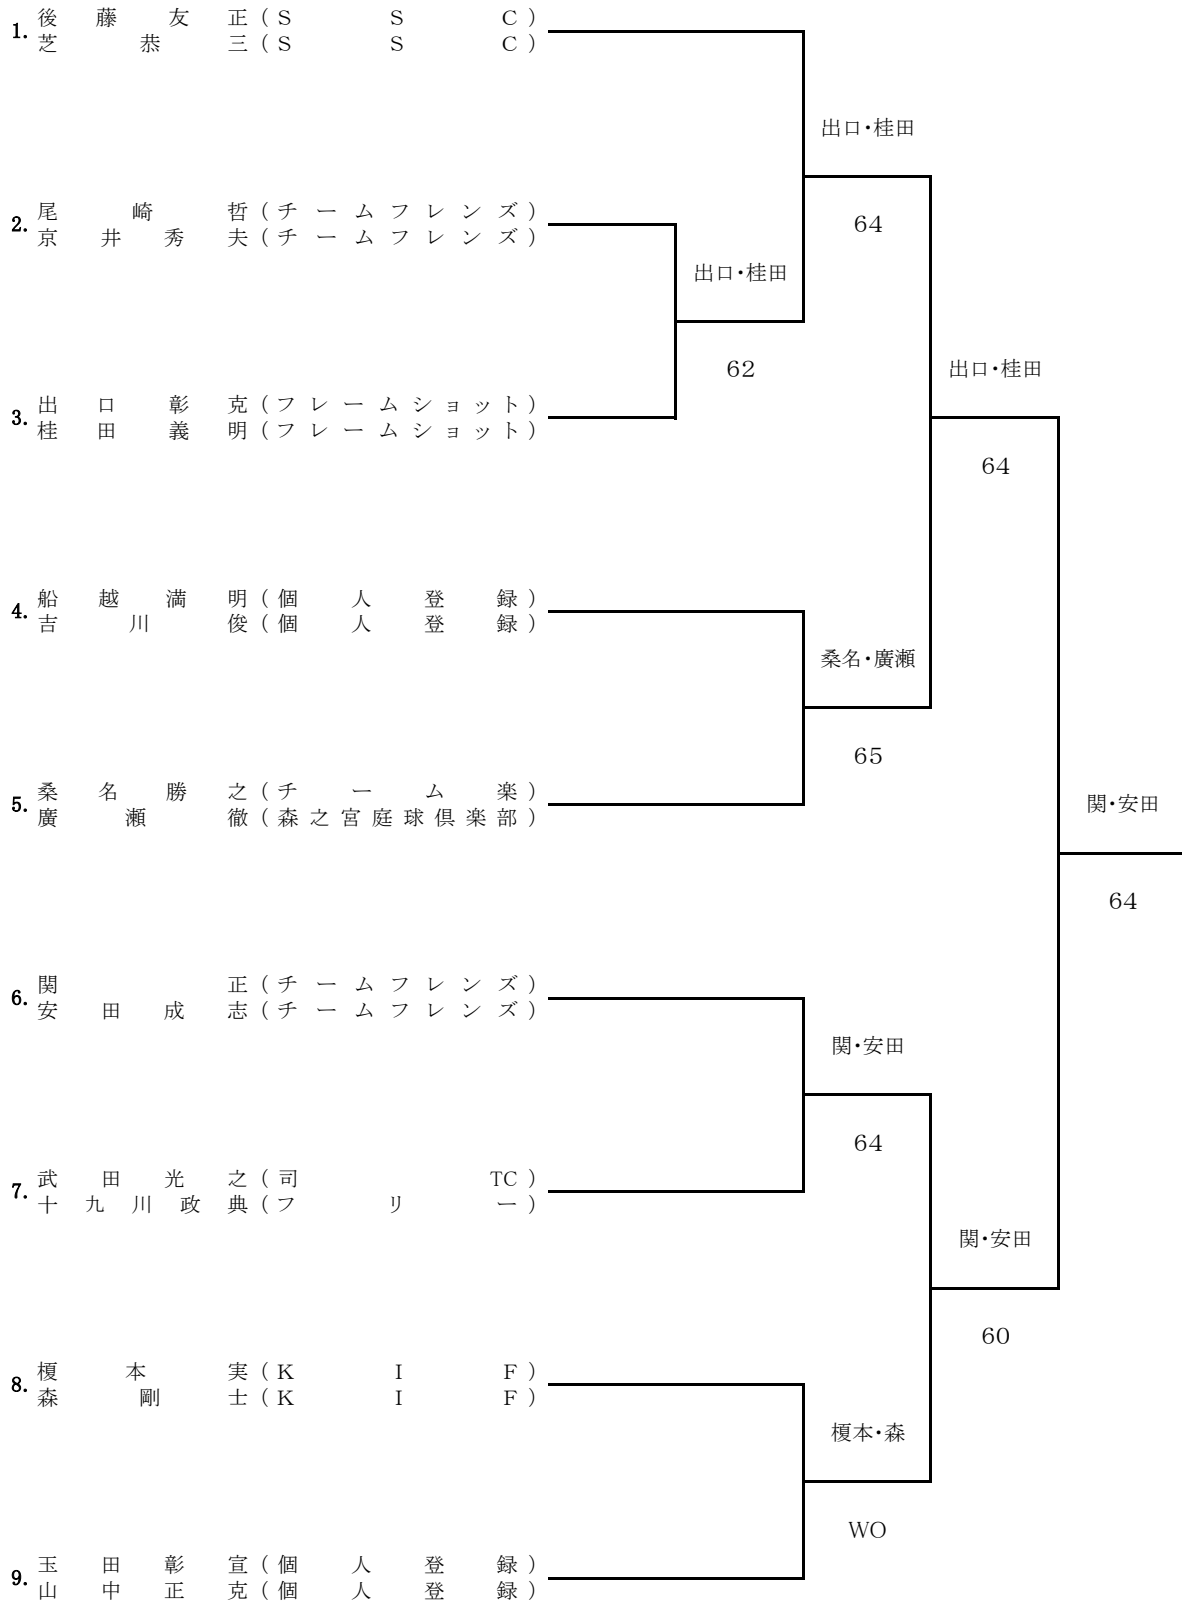 1. 後藤友正(SSC)
芝恭三(SSC)
出口・桂田
64
2. 尾崎哲(チームフレンズ)
京井秀夫(チームフレンズ)
出口・桂田
62
出口・桂田
64
3. 出口彰克(フレームショット)
桂田義明(フレームショット)
4. 船越満明(個人登録)
吉川俊(個人登録)
桑名・廣瀬
65
5. 桑名勝之(チーム楽)
廣瀬徹(森之宮庭球倶楽部)
関・安田
64
6. 関正(チームフレンズ)
安田成志(チームフレンズ)
関・安田
64
7. 武田光之(司TC)
十九川政典(フリー)
関・安田
60
8. 榎本実(KIF)
森剛士(KIF)
榎本・森
WO
9. 玉田彰宣(個人登録)
山中正克(個人登録)